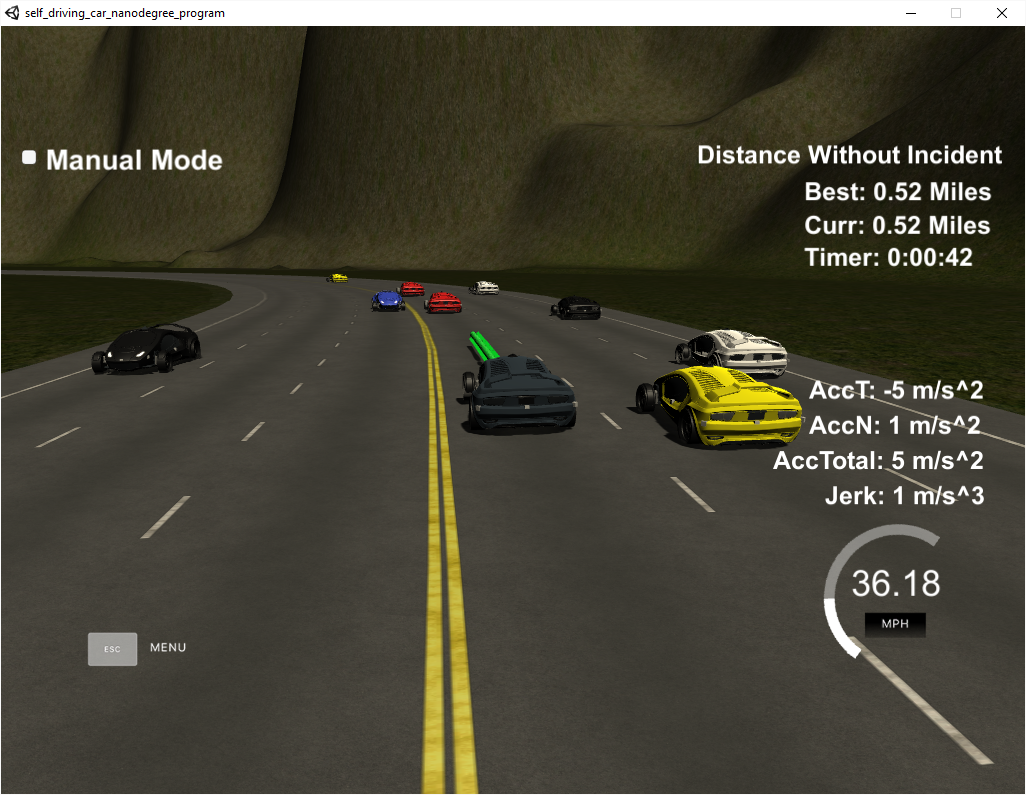 self_driving_car_nanodegree_program
Manual Mode
Distance Without Incident
Best: 0.52 Miles
Curr: 0.52 Miles
Timer: 0:00:42
AccT: -5 m/s^2
AccN: 1 m/s^2
AccTotal: 5 m/s^2
Jerk: 1 m/s^3
36.18
MPH
ESC MENU